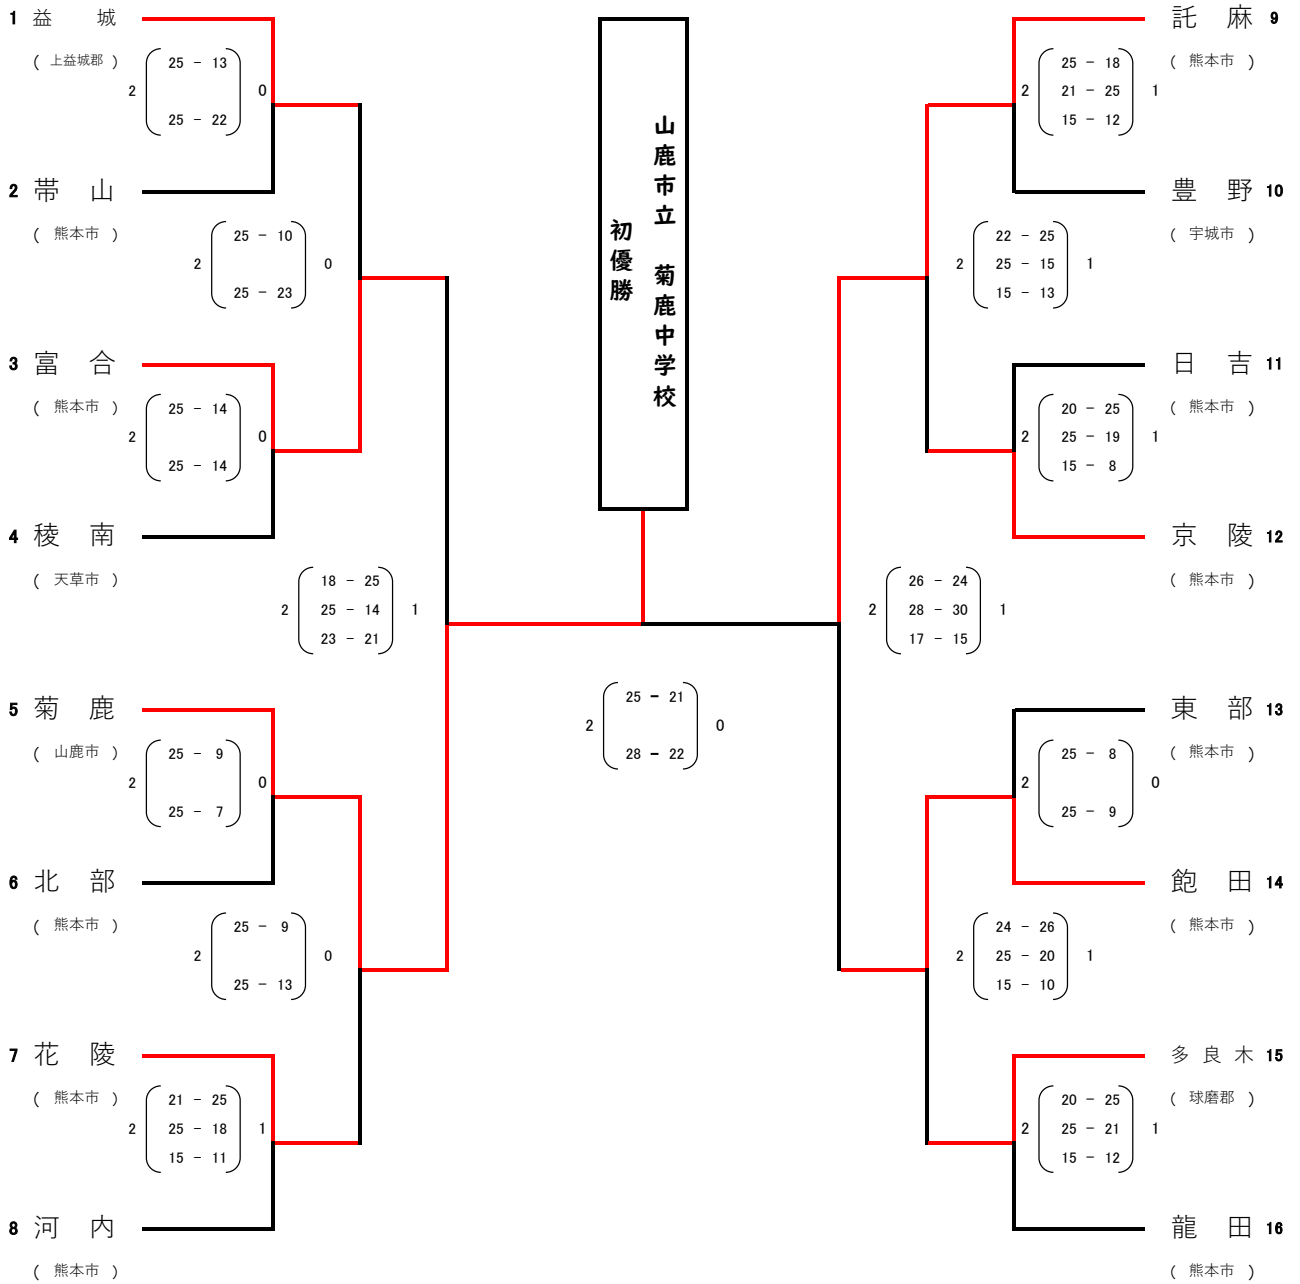 1 益 城
( 上益城郡 )
2 25 - 13 0
25 - 22
2 帯 山
( 熊本市 )
2 25 - 10 0
25 - 23
3 富 合
( 熊本市 )
2 25 - 14 0
25 - 14
4 稜 南
( 天草市 )
18 - 25
2 25 - 14 1
23 - 21
5 菊 鹿
( 山鹿市 )
2 25 - 9 0
25 - 7
6 北 部
( 熊本市 )
2 25 - 9 0
25 - 13
7 花 陵
( 熊本市 )
21 - 25
2 25 - 18 1
15 - 11
8 河 内
( 熊本市 )
山鹿市立 菊鹿中学校
初優勝
25 - 21
2 0
28 - 22
託 麻 9
( 熊本市 )
25 - 18
2 21 - 25 1
15 - 12
豊 野 10
( 宇城市 )
22 - 25
2 25 - 15 1
15 - 13
日 吉 11
( 熊本市 )
20 - 25
2 25 - 19 1
15 - 8
京 陵 12
( 熊本市 )
26 - 24
2 28 - 30 1
17 - 15
東 部 13
( 熊本市 )
25 - 8
2 0
25 - 9
飽 田 14
( 熊本市 )
24 - 26
2 25 - 20 1
15 - 10
多 良 木 15
( 球磨郡 )
20 - 25
2 25 - 21 1
15 - 12
龍 田 16
( 熊本市 )